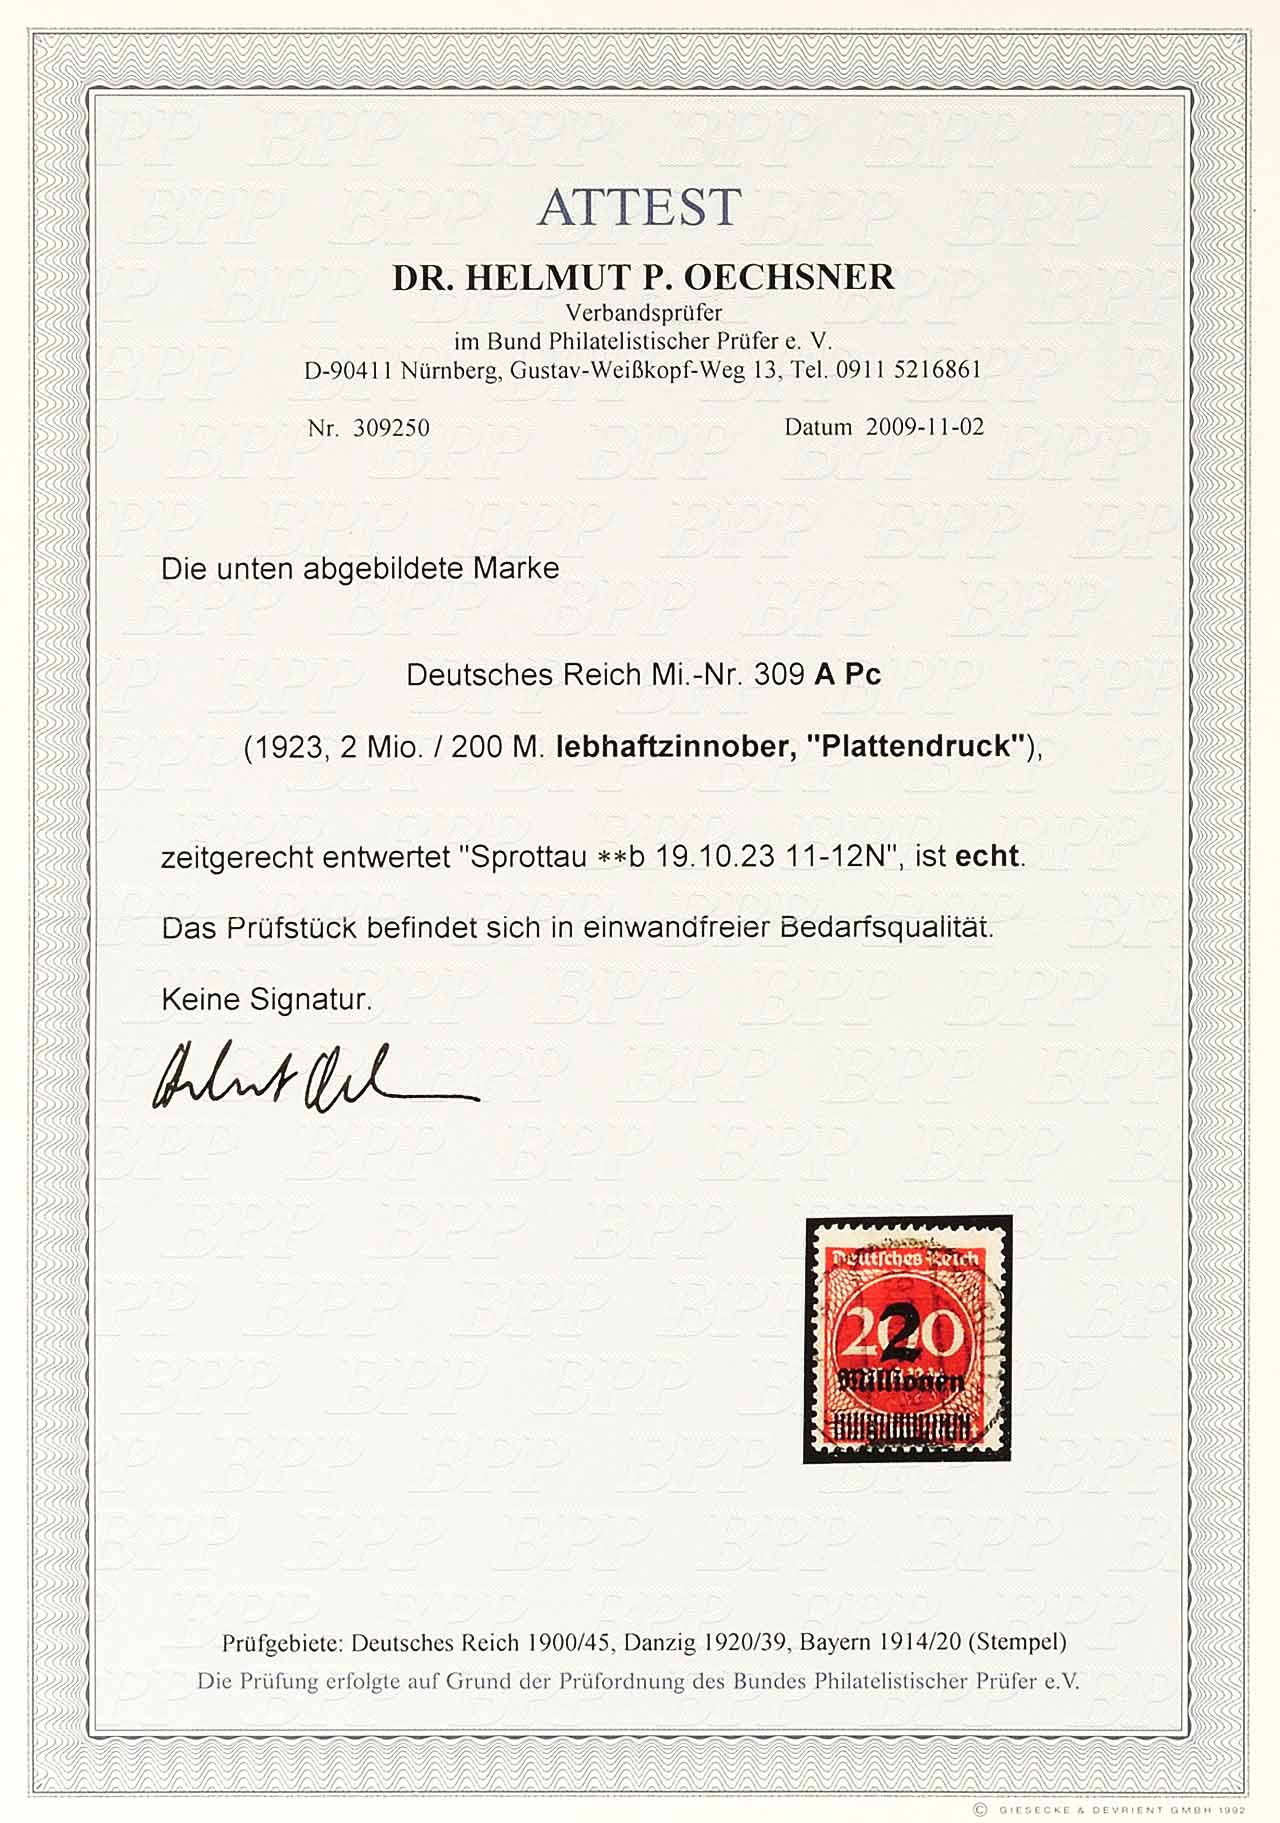 ATTEST
DR. HELMUT P. OECHSNER
Verbandsprüfer
im Bund Philatelistischer Prüfer e. V.
D-90411 Nürnberg, Gustav-Weißkopf-Weg 13, Tel. 0911 5216861
Nr. 309250 Datum 2009-11-02
Die unten abgebildete Marke
Deutsches Reich Mi.-Nr. 309 A Pc
(1923, 2 Mio. / 200 M. lebhaftzinnober, "Plattendruck"),
zeitgerecht entwertet "Sprottau **b 19.10.23 11-12N", ist echt.
Das Prüfstück befindet sich in einwandfreier Bedarfsqualität.
Keine Signatur.
Deutsches Reich
200
2
Millionen
Prüfgebiete: Deutsches Reich 1900/45, Danzig 1920/39, Bayern 1914/20 (Stempel)
Die Prüfung erfolgte auf Grund der Prüfordnung des Bundes Philatelistischer Prüfer e.V.
© GIESECKE & DEVRIENT GMBH 1992